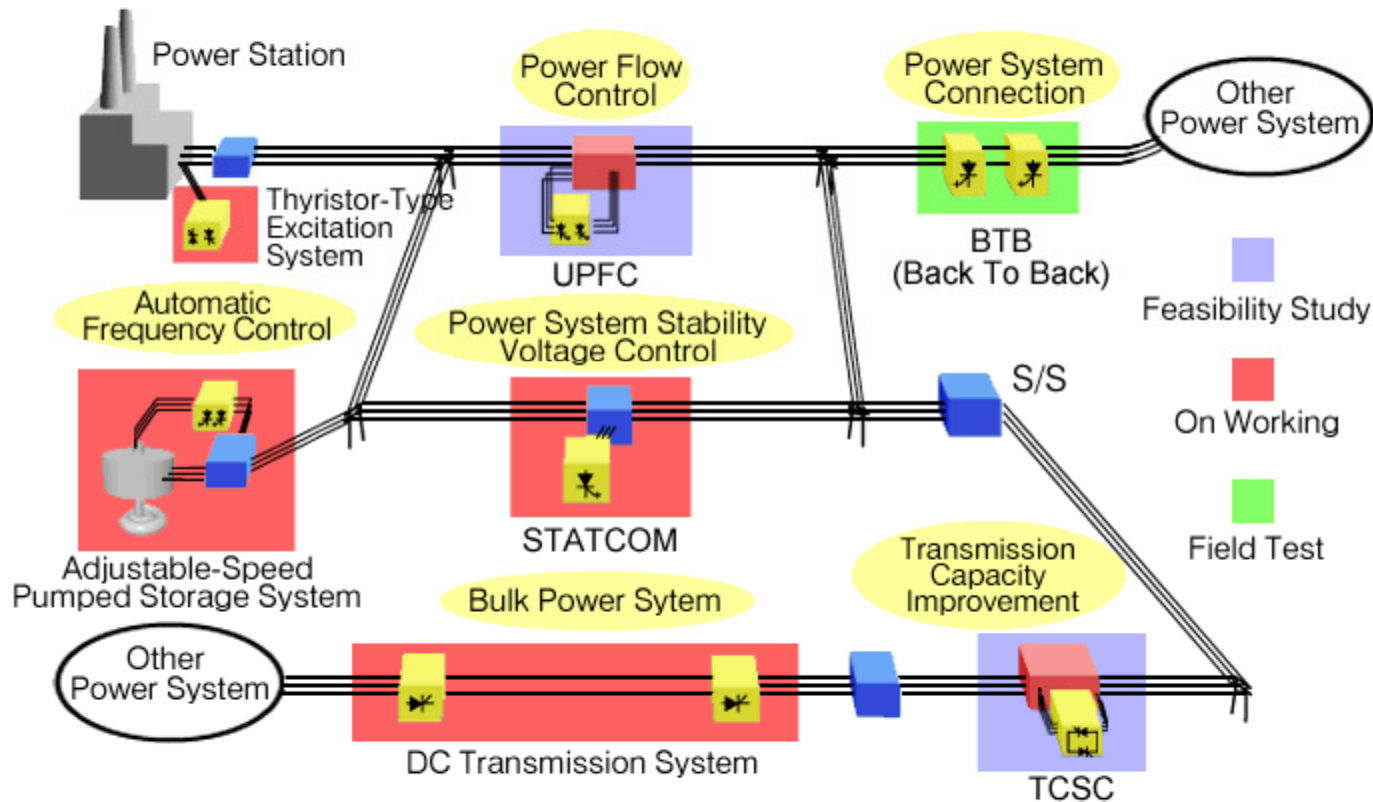 Power Station
Power Flow
Control
Power System
Connection
Other
Power System
Thyristor-Type
Excitation
System
UPFC
BTB
(Back To Back)
Feasibility Study
Automatic
Frequency Control
Power System Stability
Voltage Control
S/S
On Working
STATCOM
Field Test
Adjustable-Speed
Pumped Storage System
Bulk Power Sytem
Transmission
Capacity
Improvement
Other
Power System
DC Transmission System
TCSC